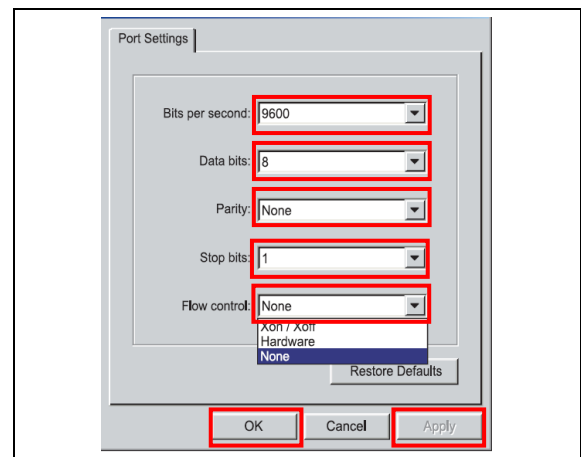 Port Settings
Bits per second: 9600
Data bits: 8
Parity: None
Stop bits: 1
Flow control: None
Xon / Xoff
Hardware
None
Restore Defaults
OK Cancel Apply